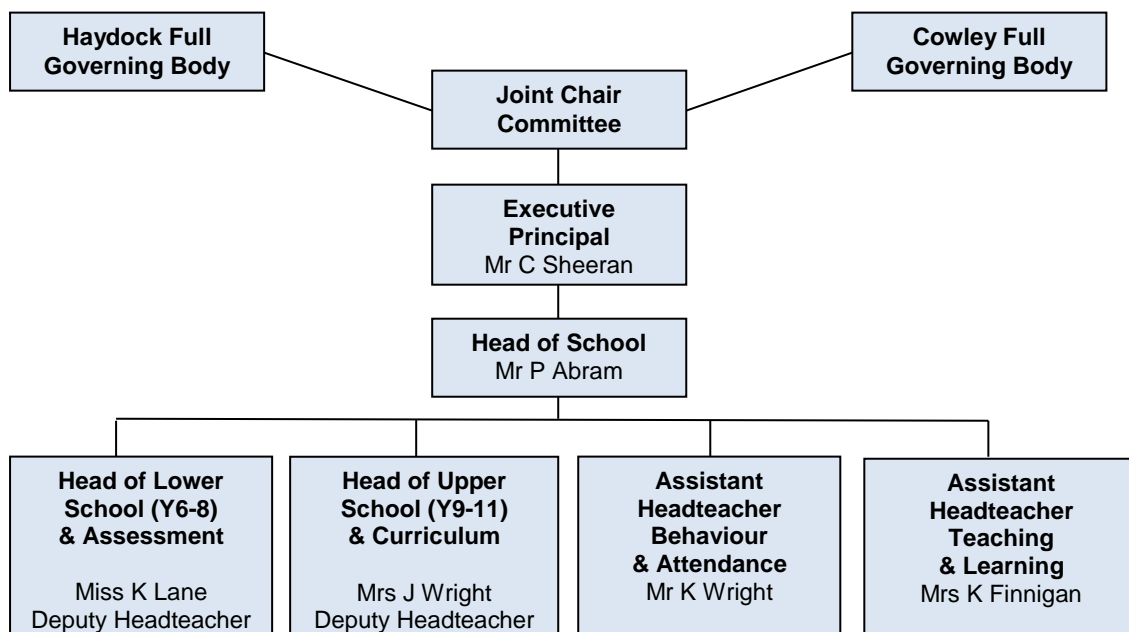 Haydock Full
Governing Body
Cowley Full
Governing Body
Joint Chair
Committee
Executive
Principal
Mr C Sheeran
Head of School
Mr P Abram
Head of Lower
School (Y6-8)
& Assessment
Miss K Lane
Deputy Headteacher
Head of Upper
School (Y9-11)
& Curriculum
Mrs J Wright
Deputy Headteacher
Assistant
Headteacher
Behaviour
& Attendance
Mr K Wright
Assistant
Headteacher
Teaching
& Learning
Mrs K Finnigan